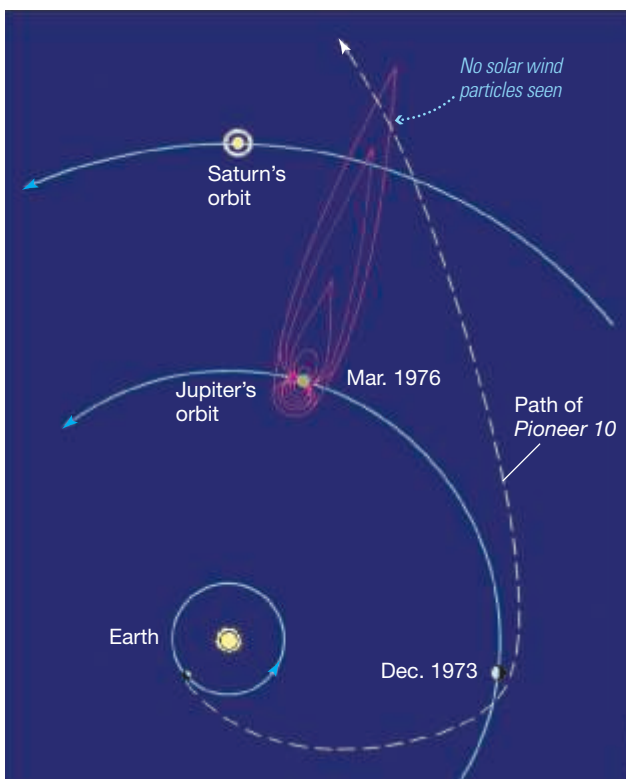 No solar wind
particles seen
Saturn's
orbit
Mar. 1976
Jupiter's
orbit
Path of
Pioneer 10
Earth
Dec. 1973